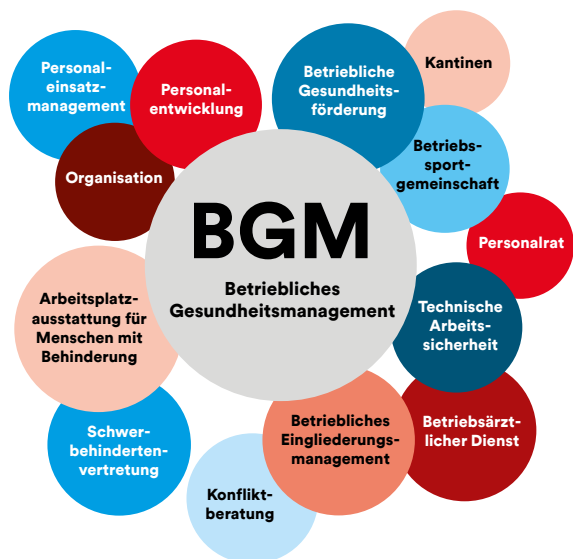 Personal-
einsatz-
management
Personal-
entwicklung
Betriebliche
Gesundheits-
förderung
Kantinen
Organisation
Betriebs-
sport-
gemeinschaft
BGM
Betriebliches
Gesundheitsmanagement
Personalrat
Arbeitsplatz-
ausstattung für
Menschen mit
Behinderung
Technische
Arbeits-
sicherheit
Schwer-
behinderten-
vertretung
Betriebliches
Eingliederungs-
management
Betriebsärzt-
licher Dienst
Konflikt-
beratung